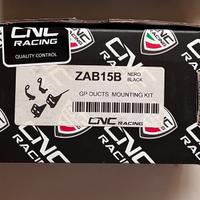 CNC
RACING
QUALITY CONTROL
ZAB15B
NERO
BLACK
GP DUCTS MOUNTING KIT
CNC RACING